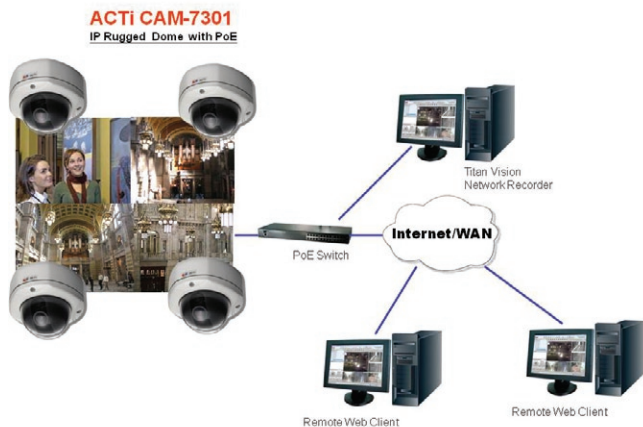 ACTi CAM-7301
IP Rugged Dome with PoE
Titan Vision
Network Recorder
Internet/WAN
PoE Switch
Remote Web Client
Remote Web Client